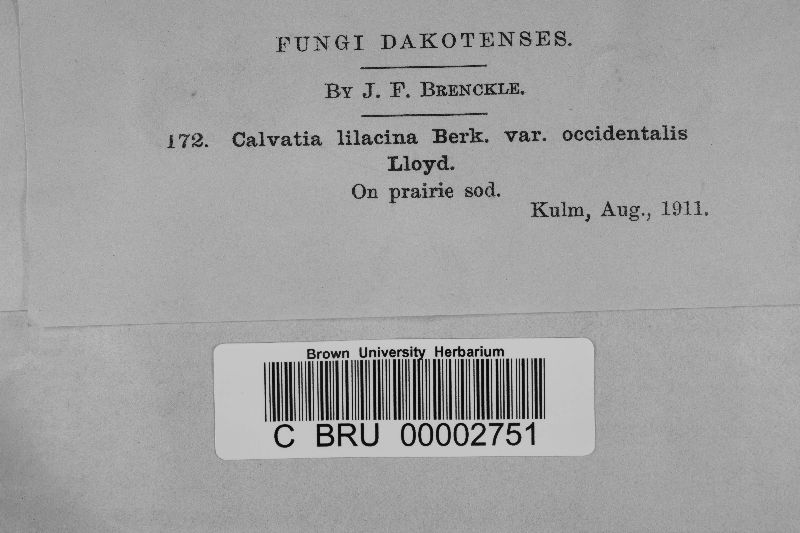 FUNGI DAKOTENSES.
BY J. F. BRENCKLE.
172. Calvatia lilacina Berk. var. occidentalis
Lloyd.
On prairie sod.
Kulm, Aug., 1911.
Brown University Herbarium
C BRU 00002751